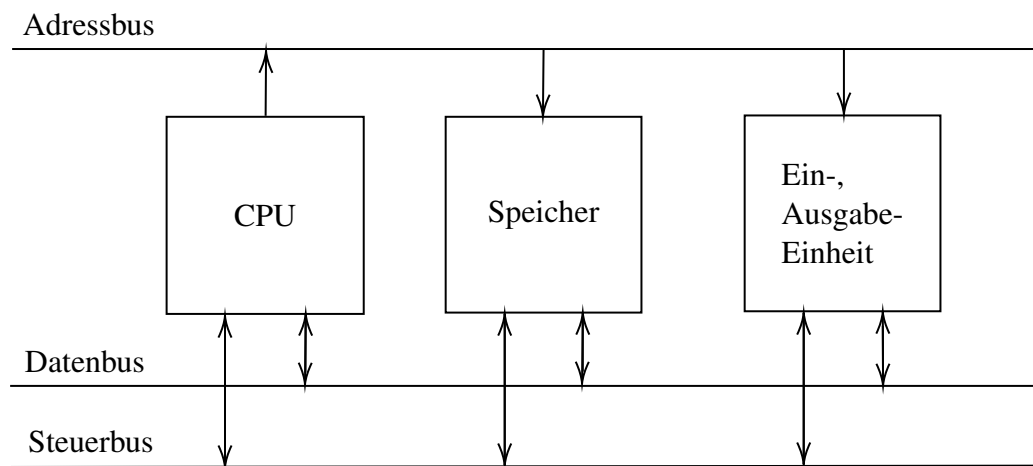 Adressbus
CPU
Speicher
Ein-,
Ausgabe-
Einheit
Datenbus
Steuerbus